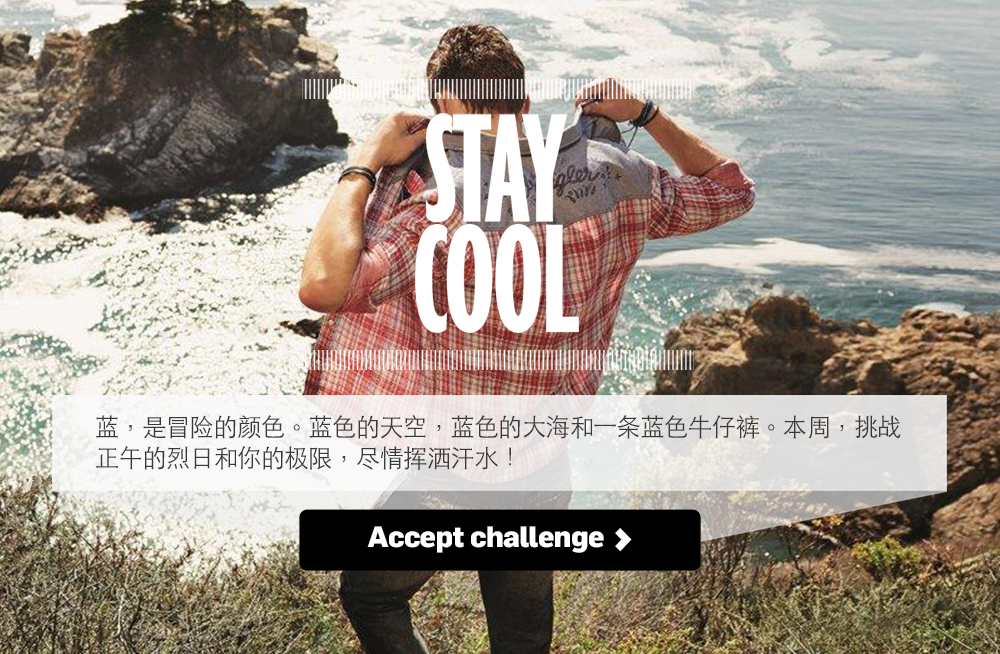 STAY
COOL
蓝，是冒险的颜色。蓝色的天空，蓝色的大海和一条蓝色牛仔裤。本周，挑战
正午的烈日和你的极限，尽情挥洒汗水！
Accept challenge